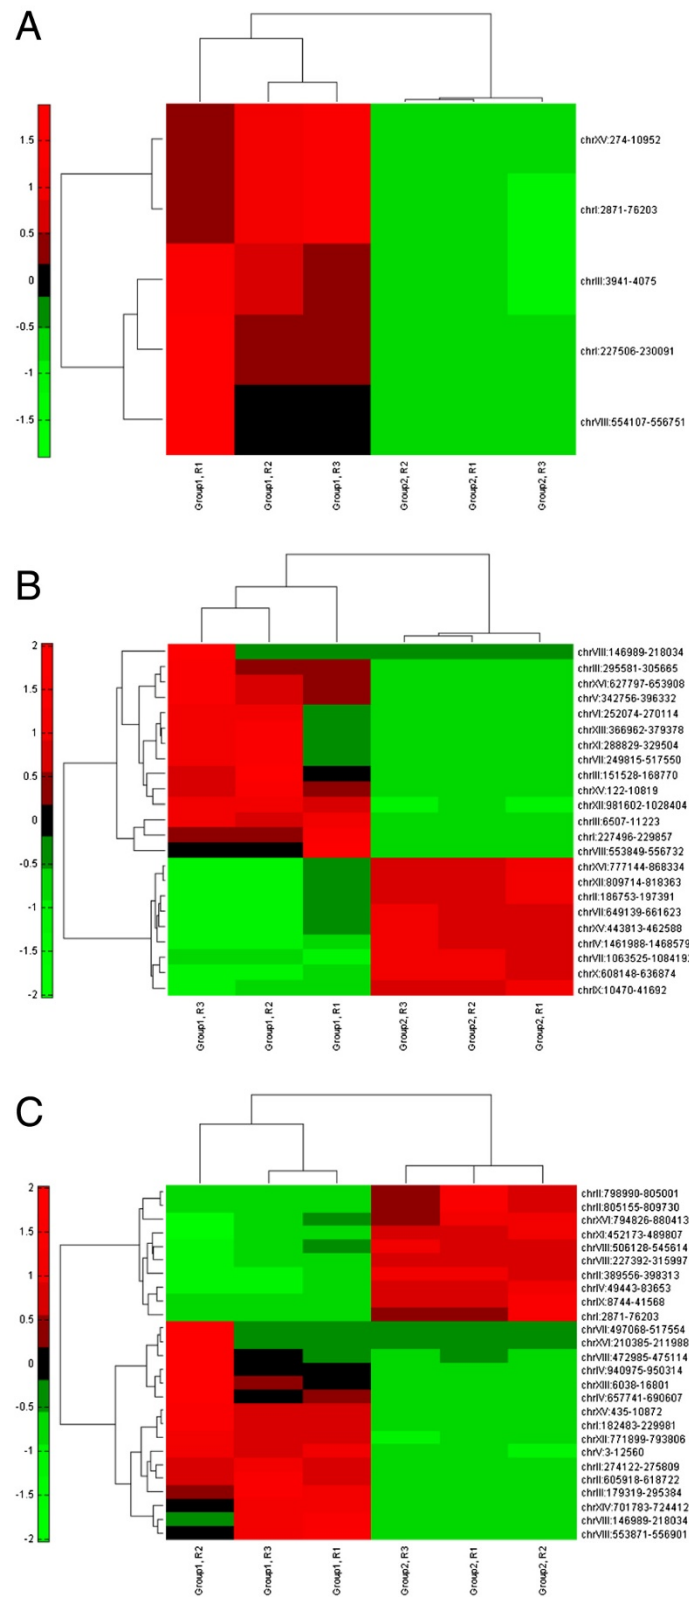 A
1.5
1
0.5
0
-0.5
-1
-1.5
chrXV:274-10952
chrI:2871-76203
chrIII:3941-4075
chrI:227506-230091
chrVIII:554107-556751
Group1, R1
Group1, R2
Group1, R3
Group2, R2
Group2, R1
Group2, R3
B
2
1.5
1
0.5
0
-0.5
-1
-1.5
-2
chrVIII:146989-218034
chrIII:295581-305665
chrXVI:627797-653908
chrV:342756-396332
chrVI:252074-270114
chrXIII:366962-379378
chrXI:288829-329504
chrVII:249815-517550
chrIII:151528-168770
chrXV:122-10819
chrXII:981602-1028404
chrIII:6507-11223
chrI:227496-229857
chrVIII:553849-556732
chrXVI:777144-868334
chrXII:809714-818363
chrII:186753-197391
chrVII:649139-661623
chrXV:443813-462588
chrIV:1461988-1468579
chrVII:1063525-1084192
chrX:608148-636874
chrIX:10470-41692
Group1, R3
Group1, R2
Group1, R1
Group2, R3
Group2, R2
Group2, R1
C
2
1.5
1
0.5
0
-0.5
-1
-1.5
-2
chrII:798990-805001
chrII:805155-809730
chrXVI:794826-880413
chrXI:452173-489807
chrVIII:506128-545614
chrVIII:227392-315997
chrII:389556-398313
chrIV:49443-83653
chrIX:8744-41568
chrI:2871-76203
chrVII:497068-517554
chrXVI:210385-211988
chrVIII:472985-475114
chrIV:940975-950314
chrXIII:6038-16801
chrIV:657741-690607
chrXV:435-10872
chrI:182483-229981
chrXII:771899-793806
chrV:3-12560
chrII:274122-275809
chrII:605918-618722
chrIII:179319-295384
chrXIV:701783-724412
chrVIII:146989-218034
chrVIII:553871-556901
Group1, R2
Group1, R3
Group1, R1
Group2, R3
Group2, R1
Group2, R2